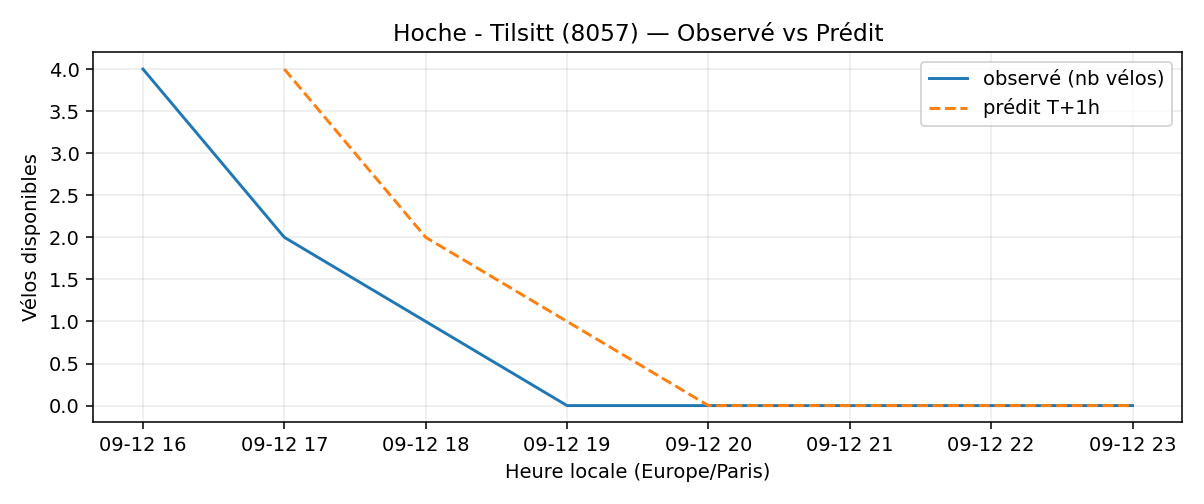 Hoche - Tilsitt (8057) — Observé vs Prédit
observé (nb vélos)
prédit T+1h
Vélos disponibles
4.0
3.5
3.0
2.5
2.0
1.5
1.0
0.5
0.0
09-12 16 09-12 17 09-12 18 09-12 19 09-12 20 09-12 21 09-12 22 09-12 23
Heure locale (Europe/Paris)